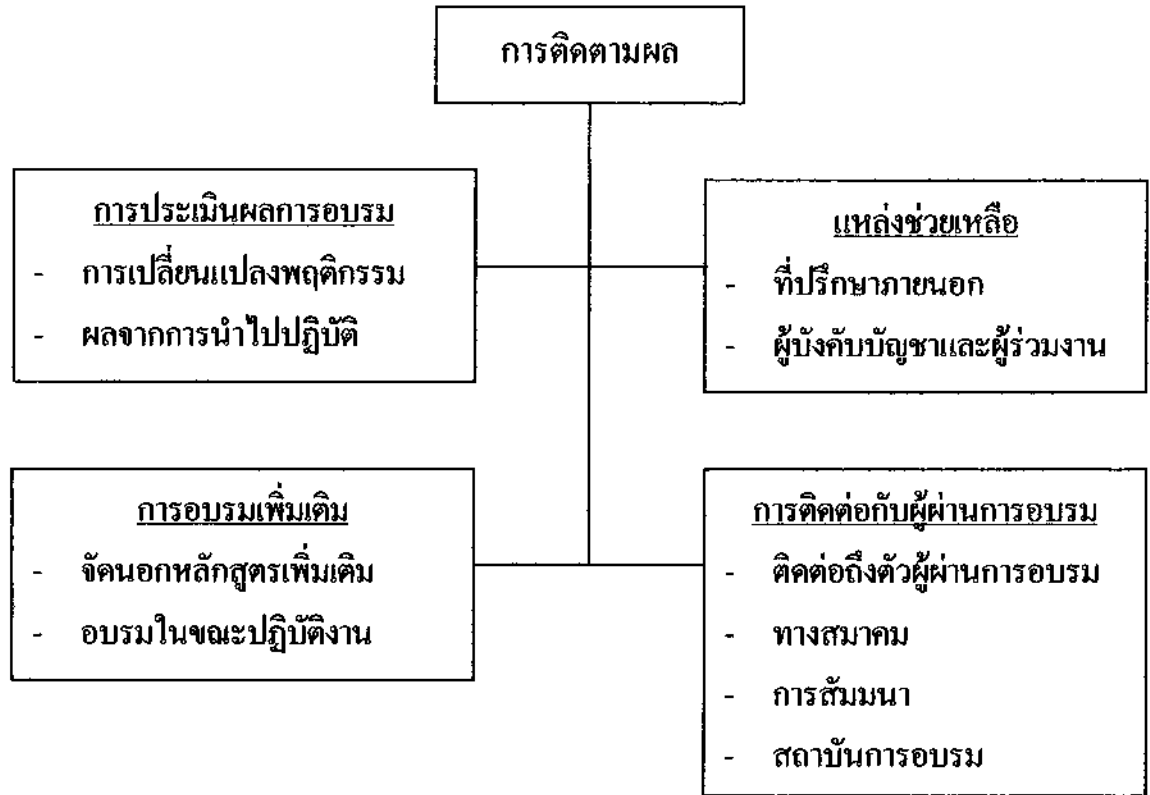 การติดตามผล
การประเมินผลการอบรม
- การเปลี่ยนแปลงพฤติกรรม
- ผลจากการนำไปปฏิบัติ
แหล่งช่วยเหลือ
- ที่ปรึกษาภายนอก
- ผู้บังคับบัญชาและผู้ร่วมงาน
การอบรมเพิ่มเติม
- จัดนอกหลักสูตรเพิ่มเติม
- อบรมในขณะปฏิบัติงาน
การติดต่อกับผู้ผ่านการอบรม
- ติดต่อถึงตัวผู้ผ่านการอบรม
- ทางสมาคม
- การสัมมนา
- สถาบันการอบรม